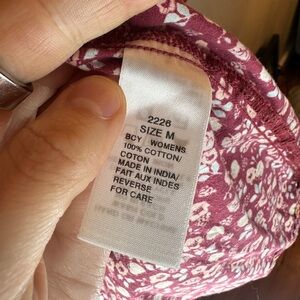 2226
SIZE M
BCY WOMENS
100% COTTON/
COTON
MADE IN INDIA/
FAIT AUX INDES
REVERSE
FOR CARE